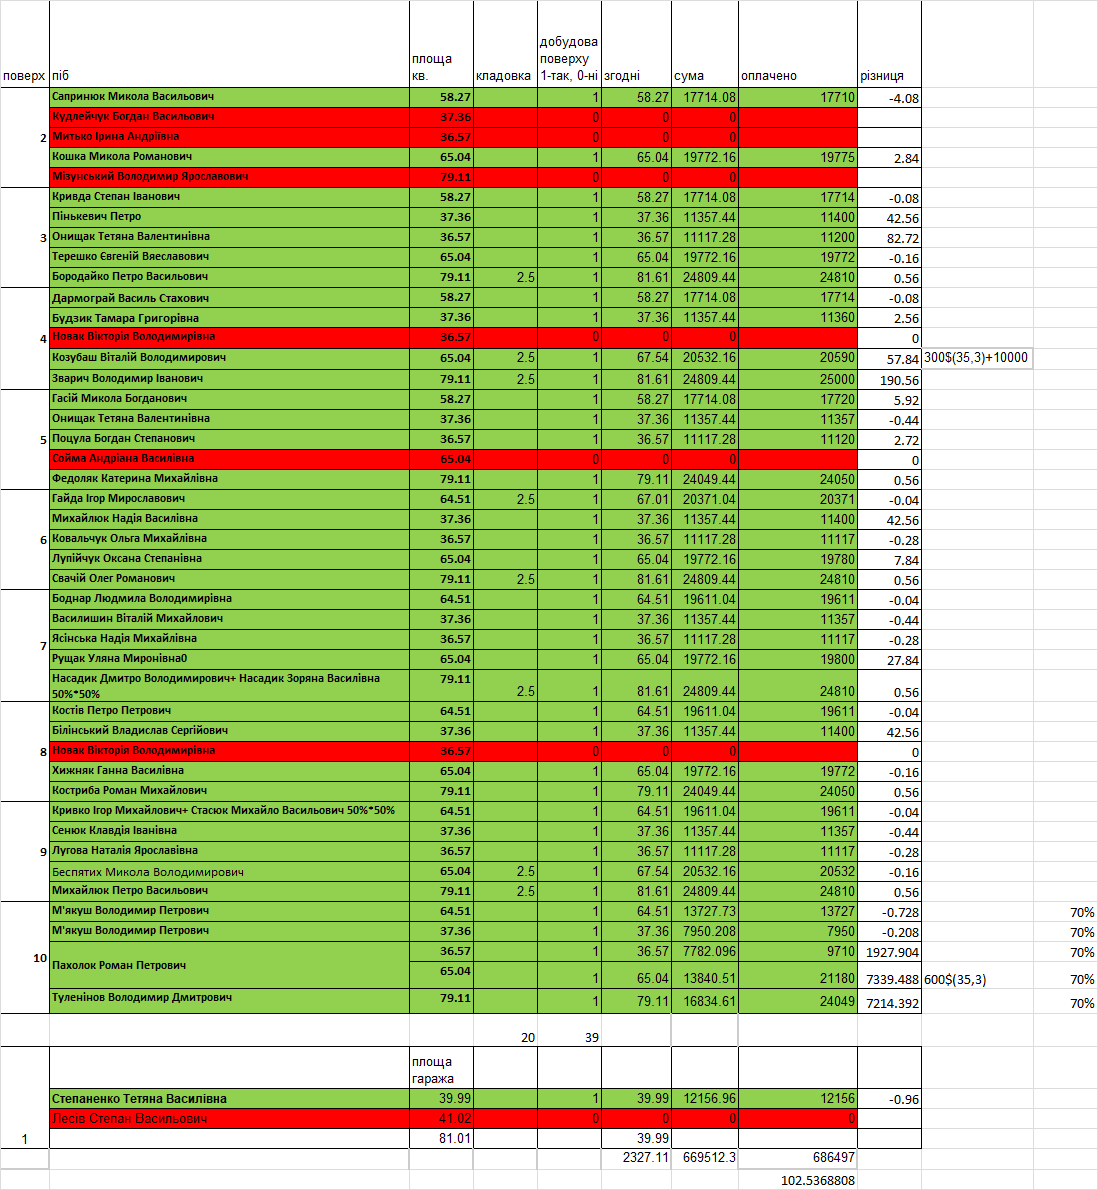 поверх піб площа кв. кладовка добудова поверху 1-так, 0-ні згодні сума оплачено різниця
Сапринюк Микола Васильович 58.27 1 58.27 17714.08 17710 -4.08
Кудлейчук Богдан Васильович 37.36 0 0 0
2 Митько Ірина Андріївна 36.57 0 0 0
Кошка Микола Романович 65.04 1 65.04 19772.16 19775 2.84
Мізунський Володимир Ярославович 79.11 0 0 0
Кривда Степан Іванович 58.27 1 58.27 17714.08 17714 -0.08
Пінькевич Петро 37.36 1 37.36 11357.44 11400 42.56
3 Онищак Тетяна Валентинівна 36.57 1 36.57 11117.28 11200 82.72
Терешко Євгеній Вяеславович 65.04 1 65.04 19772.16 19772 -0.16
Бородайко Петро Васильович 79.11 2.5 1 81.61 24809.44 24810 0.56
Дармограй Василь Стахович 58.27 1 58.27 17714.08 17714 -0.08
Будзик Тамара Григорівна 37.36 1 37.36 11357.44 11360 2.56
4 Новак Вікторія Володимирівна 36.57 0 0 0 0
Козубаш Віталій Володимирович 65.04 2.5 1 67.54 20532.16 20590 57.84 300$(35,3)+10000
Зварич Володимир Іванович 79.11 2.5 1 81.61 24809.44 25000 190.56
Гасій Микола Богданович 58.27 1 58.27 17714.08 17720 5.92
Онищак Тетяна Валентинівна 37.36 1 37.36 11357.44 11357 -0.44
5 Поцула Богдан Степанович 36.57 1 36.57 11117.28 11120 2.72
Сойма Андріана Василівна 65.04 0 0 0 0
Федоляк Катерина Михайлівна 79.11 1 79.11 24049.44 24050 0.56
Гайда Ігор Мирославович 64.51 2.5 1 67.01 20371.04 20371 -0.04
Михайлюк Надія Василівна 37.36 1 37.36 11357.44 11400 42.56
6 Ковальчук Ольга Михайлівна 36.57 1 36.57 11117.28 11117 -0.28
Лупійчук Оксана Степанівна 65.04 1 65.04 19772.16 19780 7.84
Свачій Олег Романович 79.11 2.5 1 81.61 24809.44 24810 0.56
Боднар Людмила Володимирівна 64.51 1 64.51 19611.04 19611 -0.04
Василишин Віталій Михайлович 37.36 1 37.36 11357.44 11357 -0.44
7 Ясінська Надія Михайлівна 36.57 1 36.57 11117.28 11117 -0.28
Рущак Уляна Миронівна0 65.04 1 65.04 19772.16 19800 27.84
Насадик Дмитро Володимирович+ Насадик Зоряна Василівна 79.11
50%*50% 2.5 1 81.61 24809.44 24810 0.56
Костів Петро Петрович 64.51 1 64.51 19611.04 19611 -0.04
Білінський Владислав Сергійович 37.36 1 37.36 11357.44 11400 42.56
8 Новак Вікторія Володимирівна 36.57 0 0 0 0
Хижняк Ганна Василівна 65.04 1 65.04 19772.16 19772 -0.16
Костриба Роман Михайлович 79.11 1 79.11 24049.44 24050 0.56
Кривко Ігор Михайлович+ Стасюк Михайло Васильович 50%*50% 64.51 1 64.51 19611.04 19611 -0.04
Сенюк Клавдія Іванівна 37.36 1 37.36 11357.44 11357 -0.44
9 Лугова Наталія Ярославівна 36.57 1 36.57 11117.28 11117 -0.28
Беспятих Микола Володимирович 65.04 2.5 1 67.54 20532.16 20532 -0.16
Михайлюк Петро Васильович 79.11 2.5 1 81.61 24809.44 24810 0.56
М'якуш Володимир Петрович 64.51 1 64.51 13727.73 13727 -0.728 70%
М'якуш Володимир Петрович 37.36 1 37.36 7950.208 7950 -0.208 70%
10 Пахолок Роман Петрович 36.57 1 36.57 7782.096 9710 1927.904 70%
65.04 1 65.04 13840.51 21180 7339.488 600$(35,3) 70%
Туленінов Володимир Дмитрович 79.11 1 79.11 16834.61 24049 7214.392 70%
20 39
площа гаража
Степаненко Тетяна Василівна 39.99 1 39.99 12156.96 12156 -0.96
Лесів Степан Васильович 41.02 0 0 0 0
1 81.01 39.99
2327.11 669512.3 686497
102.5368808